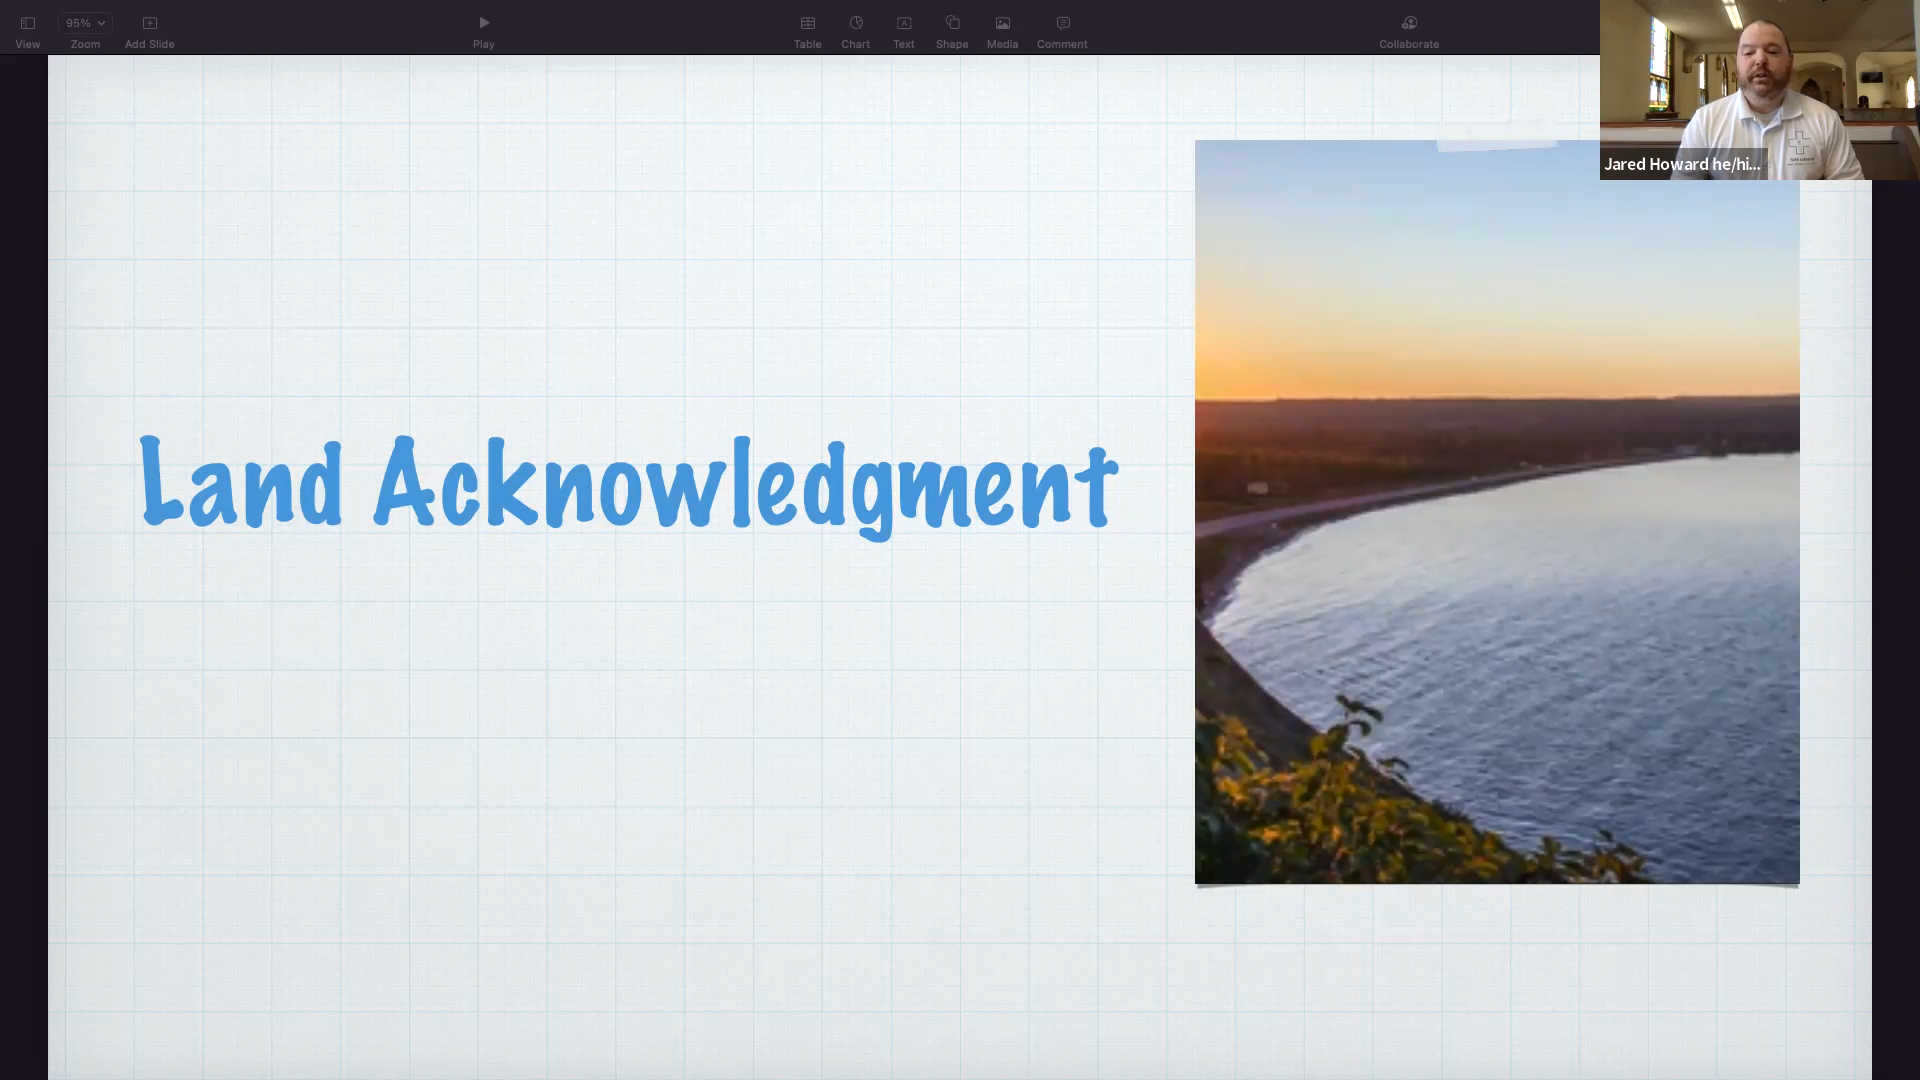 95%
View
Zoom
Add Slide
Play
Table
Chart
Text
Shape
Media
Comment
Collaborate
Jared Howard he/hi...
Land Acknowledgment